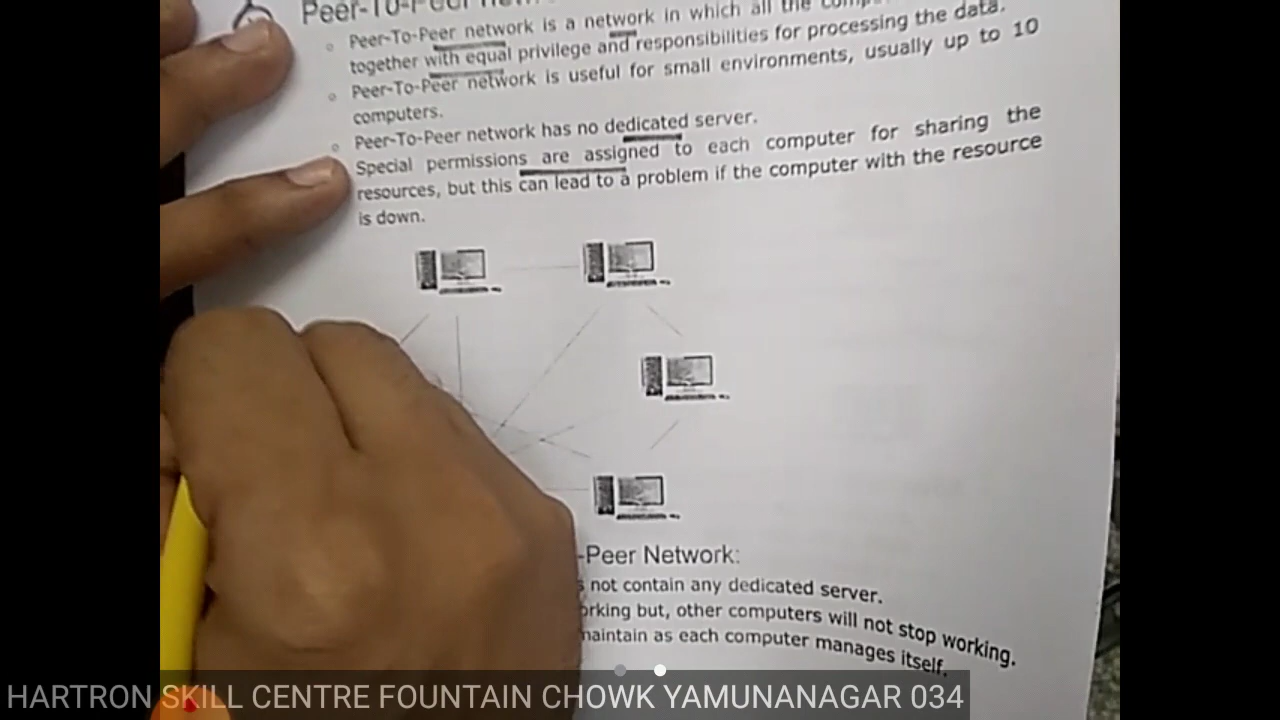 Peer-To-Peer
Peer-To-Peer network is a network in which all the
together with equal privilege and responsibilities for processing the data.
Peer-To-Peer network is useful for small environments, usually up to 10
computers.
Peer-To-Peer network has no dedicated server.
Special permissions are assigned to each computer for sharing the
resources, but this can lead to a problem if the computer with the resource
is down.
-Peer Network:
not contain any dedicated server.
but, other computers will not stop working.
maintain as each computer manages itself.
HARTRON SKILL CENTRE FOUNTAIN CHOWK YAMUNANAGAR 034